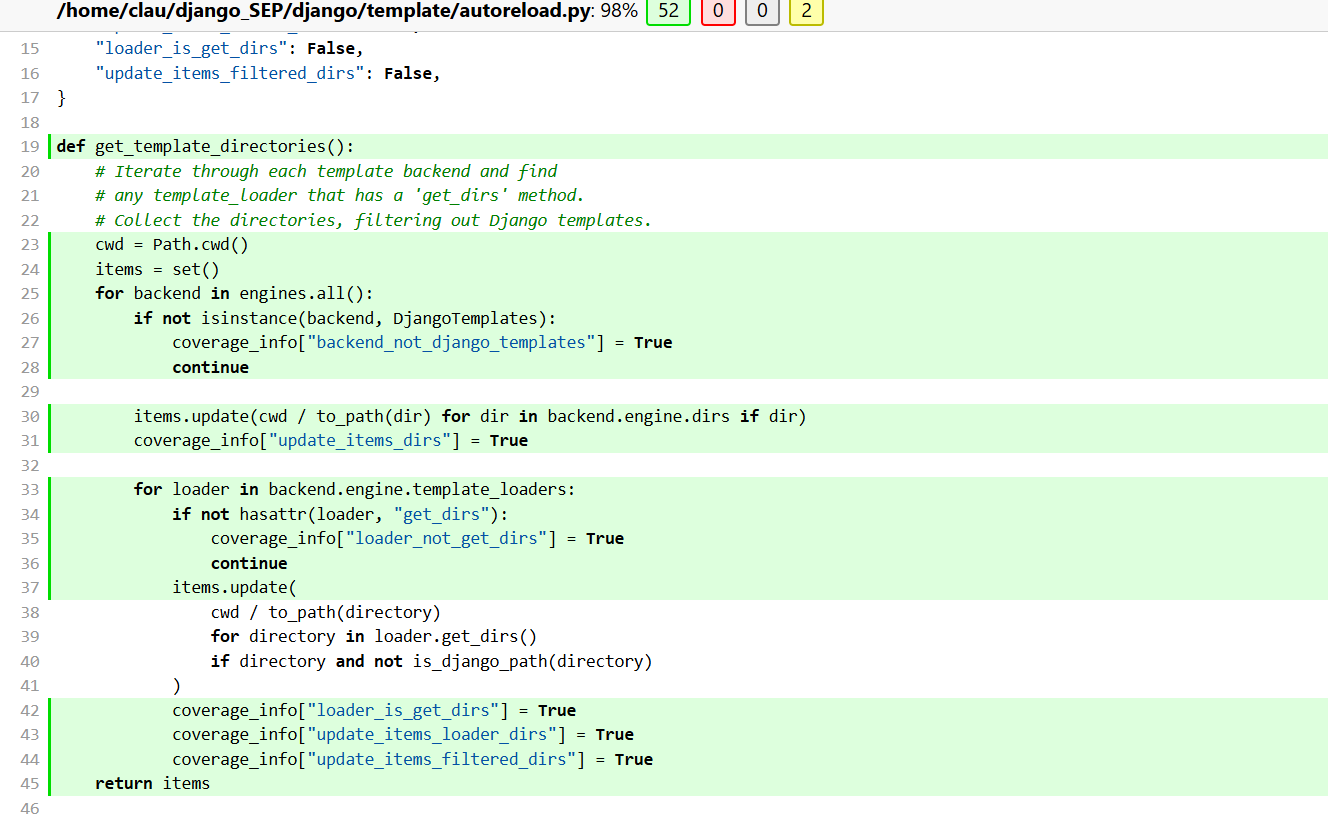 /home/clau/django_SEP/django/template/autoreload.py: 98% 52 0 0 2
15     "loader_is_get_dirs": False,
16     "update_items_filtered_dirs": False,
17 }
18
19 def get_template_directories():
20     # Iterate through each template backend and find
21     # any template_loader that has a 'get_dirs' method.
22     # Collect the directories, filtering out Django templates.
23     cwd = Path.cwd()
24     items = set()
25     for backend in engines.all():
26         if not isinstance(backend, DjangoTemplates):
27             coverage_info["backend_not_django_templates"] = True
28             continue
29
30         items.update(cwd / to_path(dir) for dir in backend.engine.dirs if dir)
31         coverage_info["update_items_dirs"] = True
32
33         for loader in backend.engine.template_loaders:
34             if not hasattr(loader, "get_dirs"):
35                 coverage_info["loader_not_get_dirs"] = True
36                 continue
37             items.update(
38                 cwd / to_path(directory)
39                 for directory in loader.get_dirs()
40                 if directory and not is_django_path(directory)
41             )
42             coverage_info["loader_is_get_dirs"] = True
43             coverage_info["update_items_loader_dirs"] = True
44             coverage_info["update_items_filtered_dirs"] = True
45     return items
46